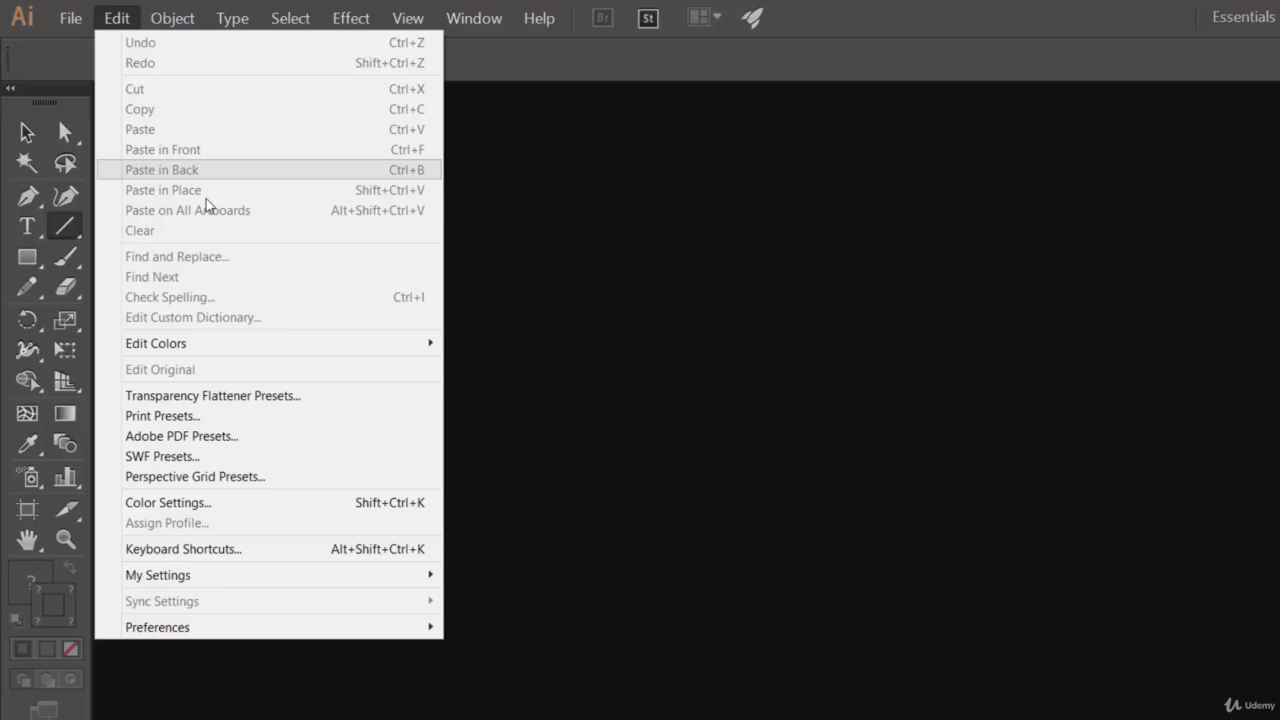 Ai File Edit Object Type Select Effect View Window Help Br St Essentials
Undo Ctrl+Z
Redo Shift+Ctrl+Z
Cut Ctrl+X
Copy Ctrl+C
Paste Ctrl+V
Paste in Front Ctrl+F
Paste in Back Ctrl+B
Paste in Place Shift+Ctrl+V
Paste on All Artboards Alt+Shift+Ctrl+V
Clear
Find and Replace...
Find Next
Check Spelling... Ctrl+I
Edit Custom Dictionary...
Edit Colors
Edit Original
Transparency Flattener Presets...
Print Presets...
Adobe PDF Presets...
SWF Presets...
Perspective Grid Presets...
Color Settings... Shift+Ctrl+K
Assign Profile...
Keyboard Shortcuts... Alt+Shift+Ctrl+K
My Settings
Sync Settings
Preferences
? ? ?
? ?
Udemy